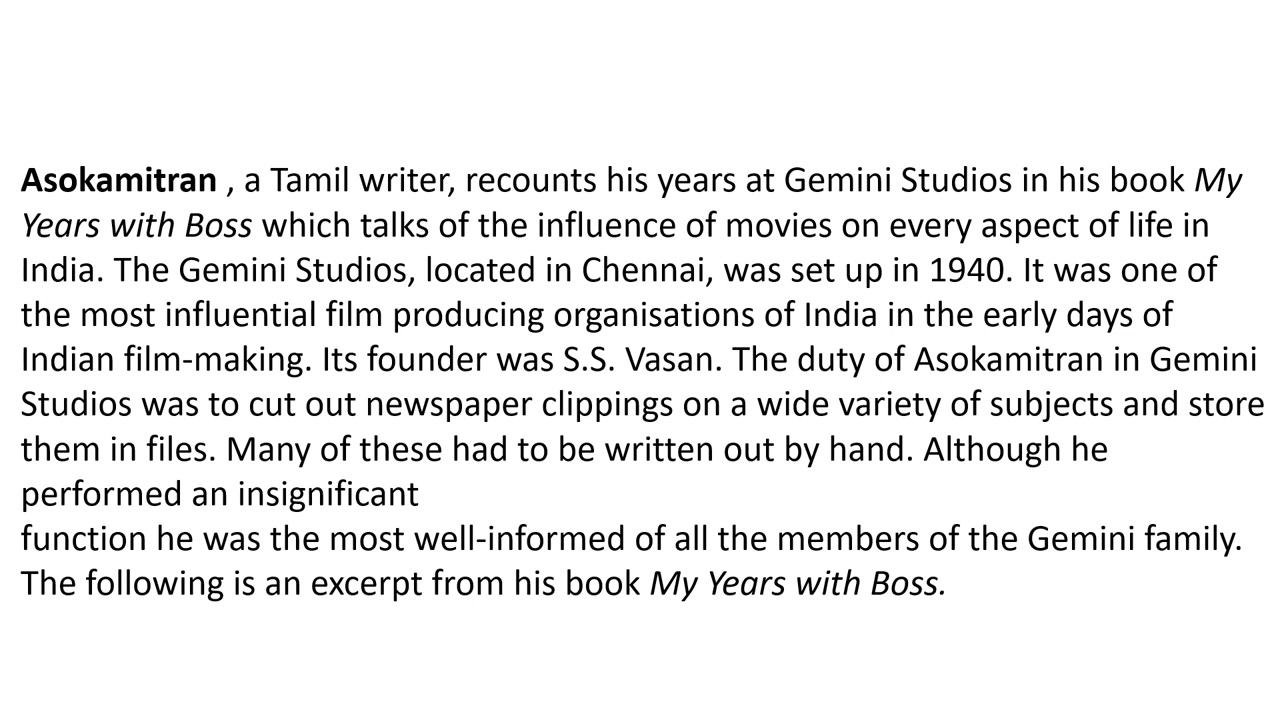 Asokamitran , a Tamil writer, recounts his years at Gemini Studios in his book My
Years with Boss which talks of the influence of movies on every aspect of life in
India. The Gemini Studios, located in Chennai, was set up in 1940. It was one of
the most influential film producing organisations of India in the early days of
Indian film-making. Its founder was S.S. Vasan. The duty of Asokamitran in Gemini
Studios was to cut out newspaper clippings on a wide variety of subjects and store
them in files. Many of these had to be written out by hand. Although he
performed an insignificant
function he was the most well-informed of all the members of the Gemini family.
The following is an excerpt from his book My Years with Boss.